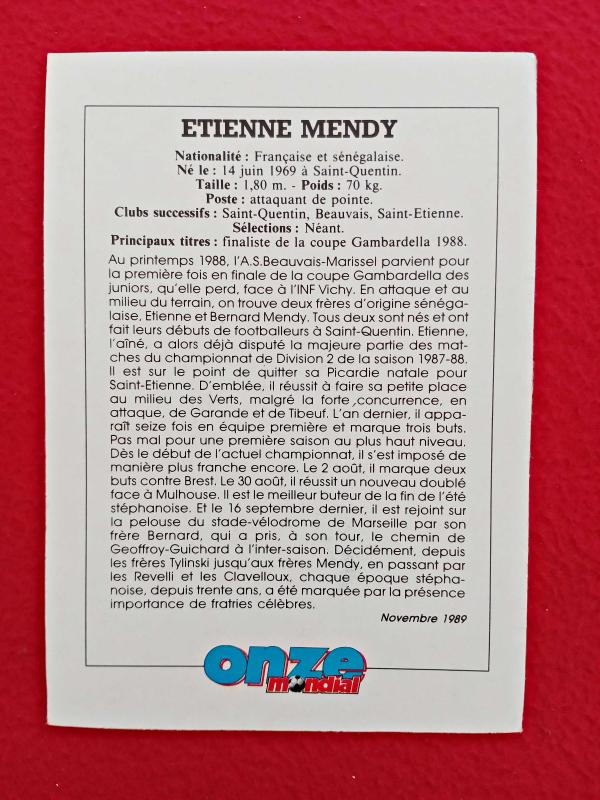 ETIENNE MENDY
Nationalité : Française et sénégalaise.
Né le : 14 juin 1969 à Saint-Quentin.
Taille : 1,80 m. - Poids : 70 kg.
Poste : attaquant de pointe.
Clubs successifs : Saint-Quentin, Beauvais, Saint-Etienne.
Sélections : Néant.
Principaux titres : finaliste de la coupe Gambardella 1988.
Au printemps 1988, l'A.S.Beauvais-Marissel parvient pour
la première fois en finale de la coupe Gambardella des
juniors, qu'elle perd, face à l'INF Vichy. En attaque et au
milieu du terrain, on trouve deux frères d'origine sénéga-
laise, Etienne et Bernard Mendy. Tous deux sont nés et ont
fait leurs débuts de footballeurs à Saint-Quentin. Etienne,
l'aîné, a alors déjà disputé la majeure partie des mat-
ches du championnat de Division 2 de la saison 1987-88.
Il est sur le point de quitter sa Picardie natale pour
Saint-Etienne. D'emblée, il réussit à faire sa petite place
au milieu des Verts, malgré la forte concurrence, en
attaque, de Garande et de Tibeuf. L'an dernier, il appa-
raît seize fois en équipe première et marque trois buts.
Pas mal pour une première saison au plus haut niveau.
Dès le début de l'actuel championnat, il s'est imposé de
manière plus franche encore. Le 2 août, il marque deux
buts contre Brest. Le 30 août, il réussit un nouveau doublé
face à Mulhouse. Il est le meilleur buteur de la fin de l'été
stéphanoise. Et le 16 septembre dernier, il est rejoint sur
la pelouse du stade-vélodrome de Marseille par son
frère Bernard, qui a pris, à son tour, le chemin de
Geoffroy-Guichard à l'inter-saison. Décidément, depuis
les frères Tylinski jusqu'aux frères Mendy, en passant par
les Revelli et les Clavelloux, chaque époque stépha-
noise, depuis trente ans, a été marquée par la présence
importance de fratries célèbres.
Novembre 1989
onze
mondial